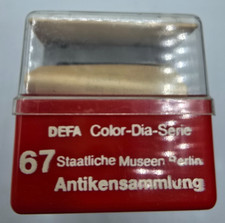 DEFA Color-Dia-Serie
67 Staatliche Museen Berlin
Antikensammlung